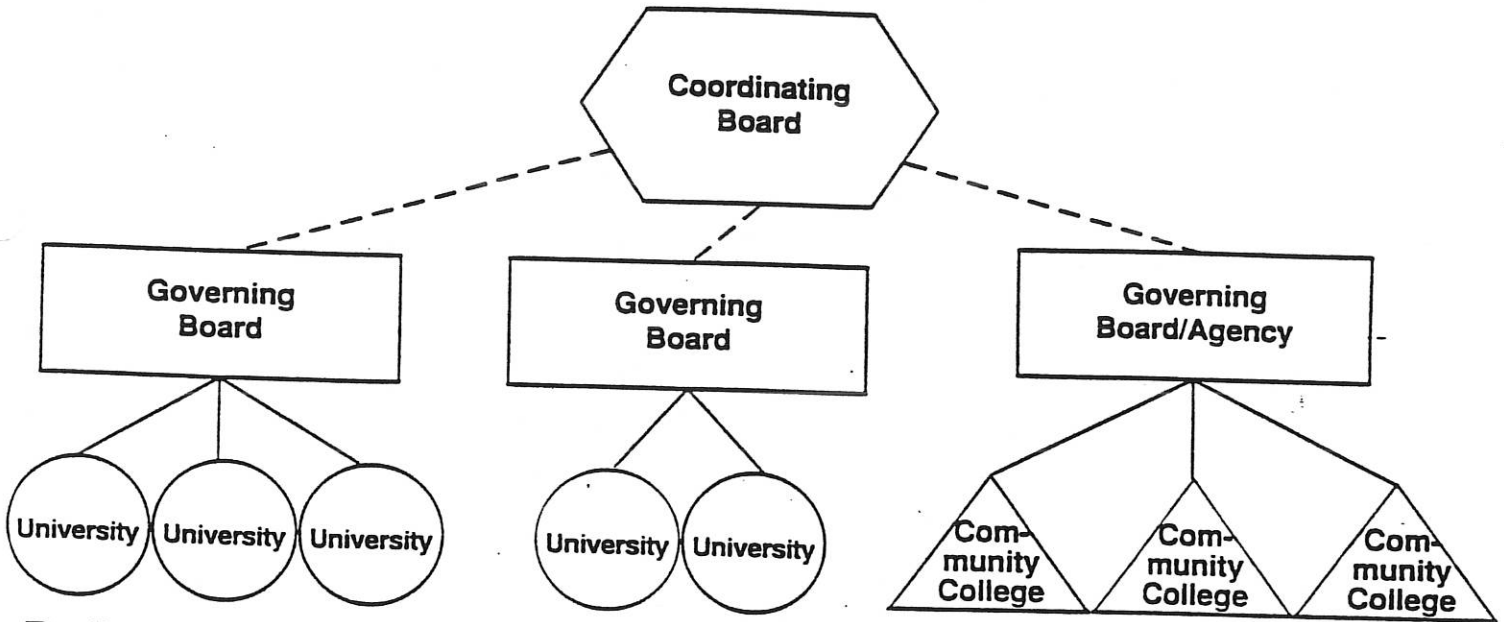 Coordinating
Board
Governing
Board
Governing
Board
Governing
Board/Agency
University
University
University
University
University
Com-
munity
College
Com-
munity
College
Com-
munity
College